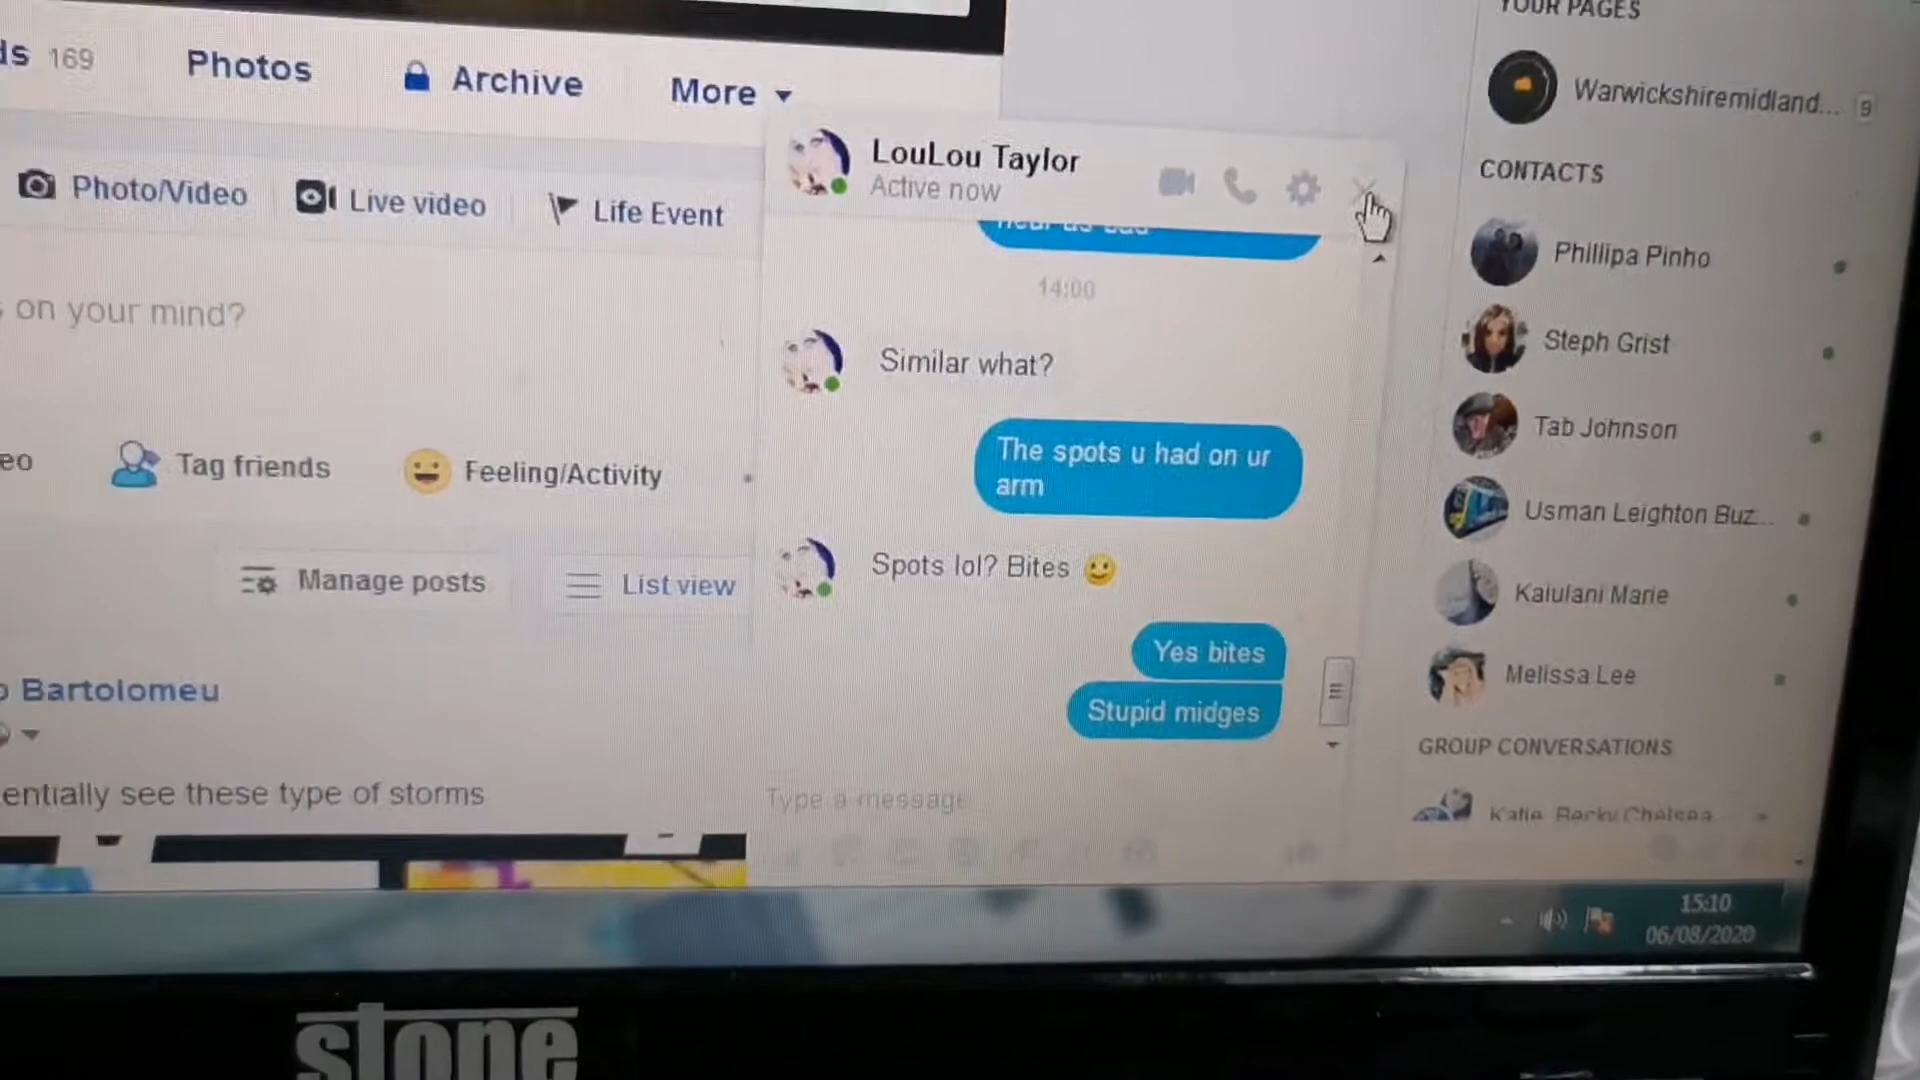 169
Photos
Archive
More
Photo/Video
Live video
Life Event
on your mind?
Tag friends
Feeling/Activity
Manage posts
List view
Bartolomeu
see these type of storms
LouLou Taylor
Active now
14:00
Similar what?
The spots u had on ur
arm
Spots lol? Bites
Yes bites
Stupid midges
Type a message
YOUR PAGES
Warwickshiremidland... 9
CONTACTS
Phillipa Pinho
Steph Grist
Tab Johnson
Usman Leighton Buz...
Kaiulani Marie
Melissa Lee
GROUP CONVERSATIONS
Katie, Becky, Chelsea
15:10
06/08/2020
stone